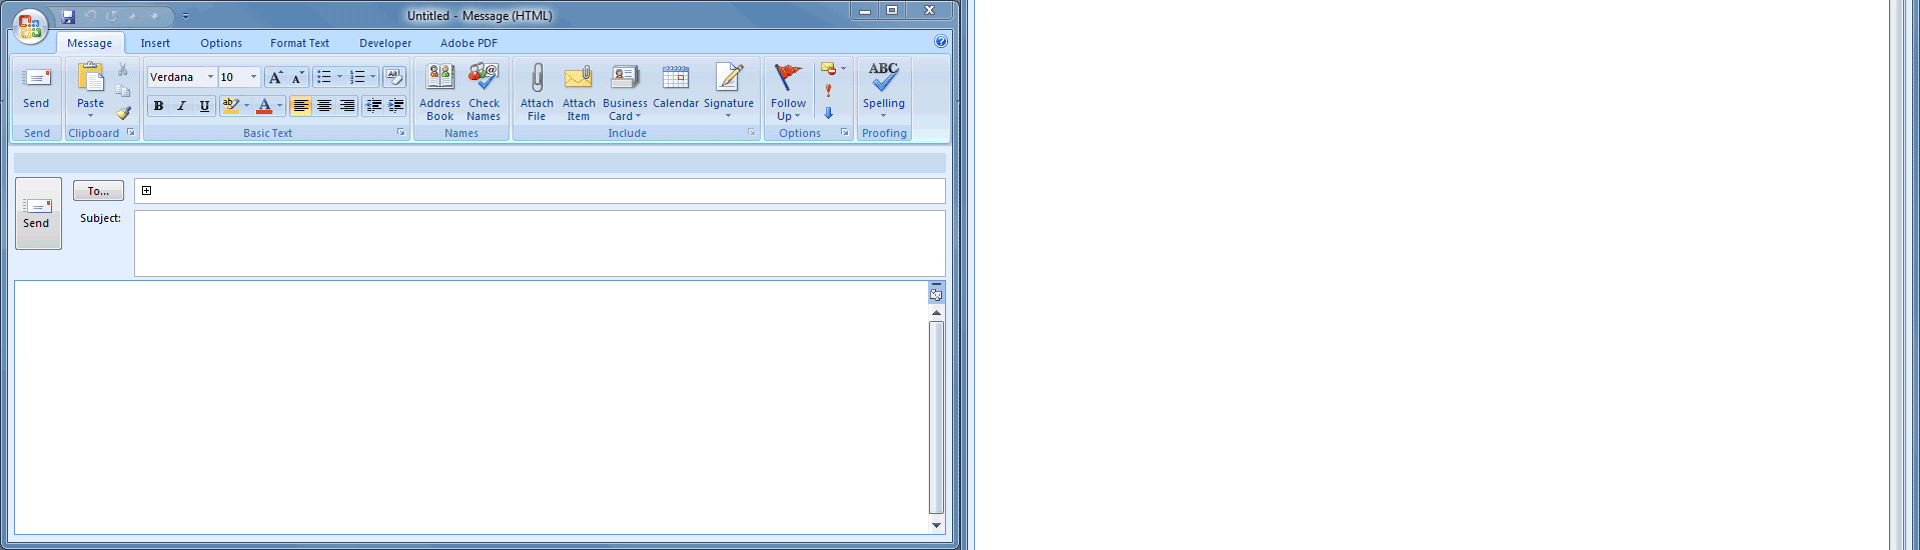 Untitled - Message (HTML)
Message Insert Options Format Text Developer Adobe PDF
Verdana 10
ABC
Send Paste Address Book Check Names Attach File Attach Item Business Card Calendar Signature Follow Up Spelling
B I U ab A
Send Clipboard Basic Text Names Include Options Proofing
To...
Send
Subject: